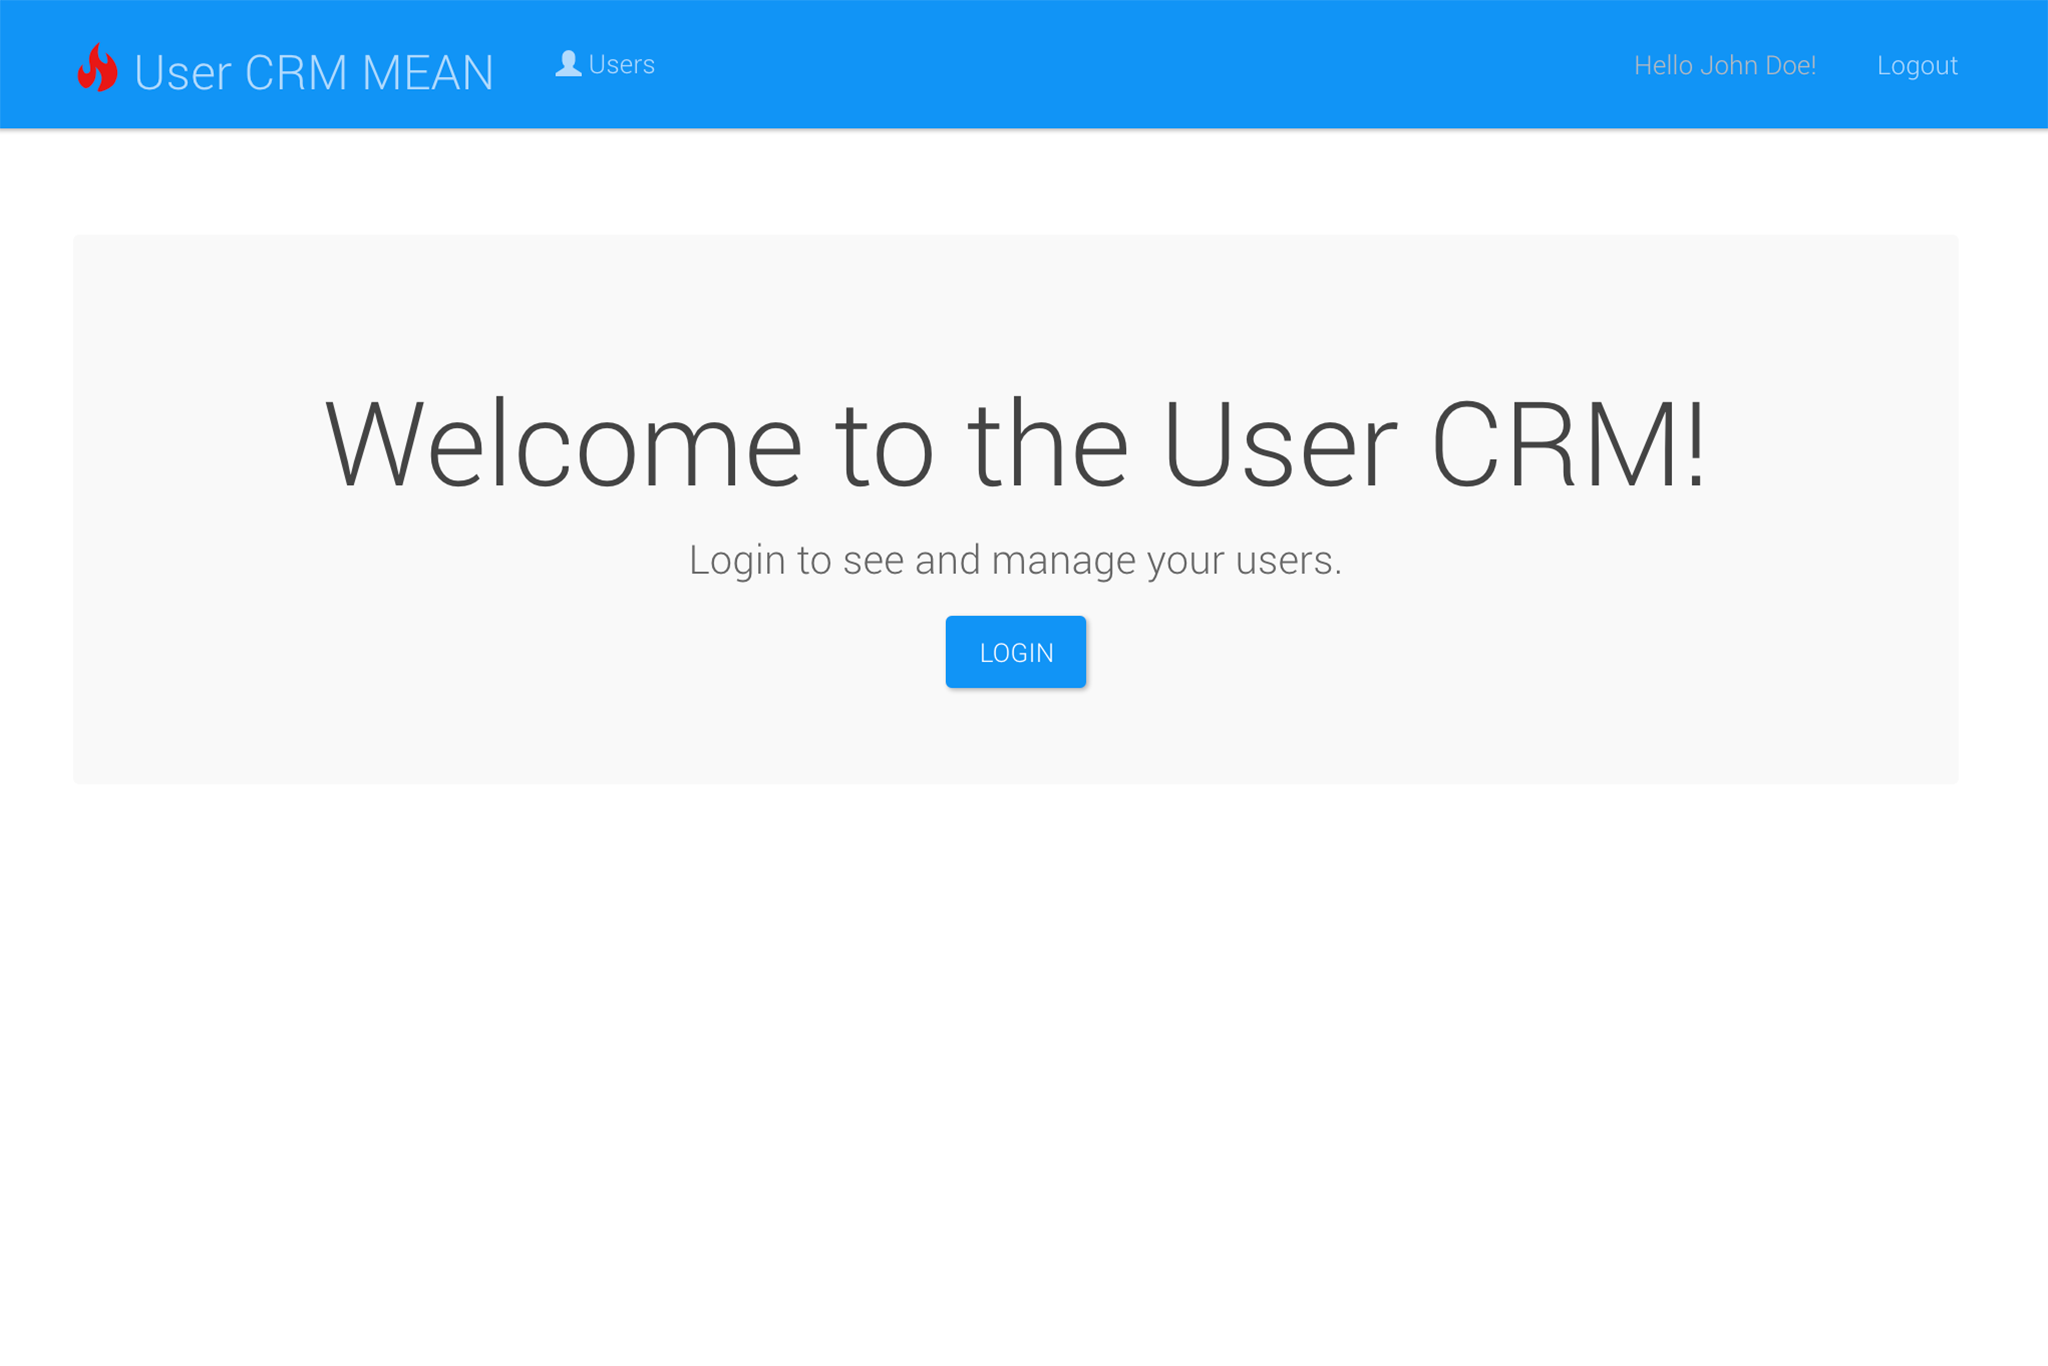 User CRM MEAN
Users
Hello John Doe!
Logout
Welcome to the User CRM!
Login to see and manage your users.
LOGIN